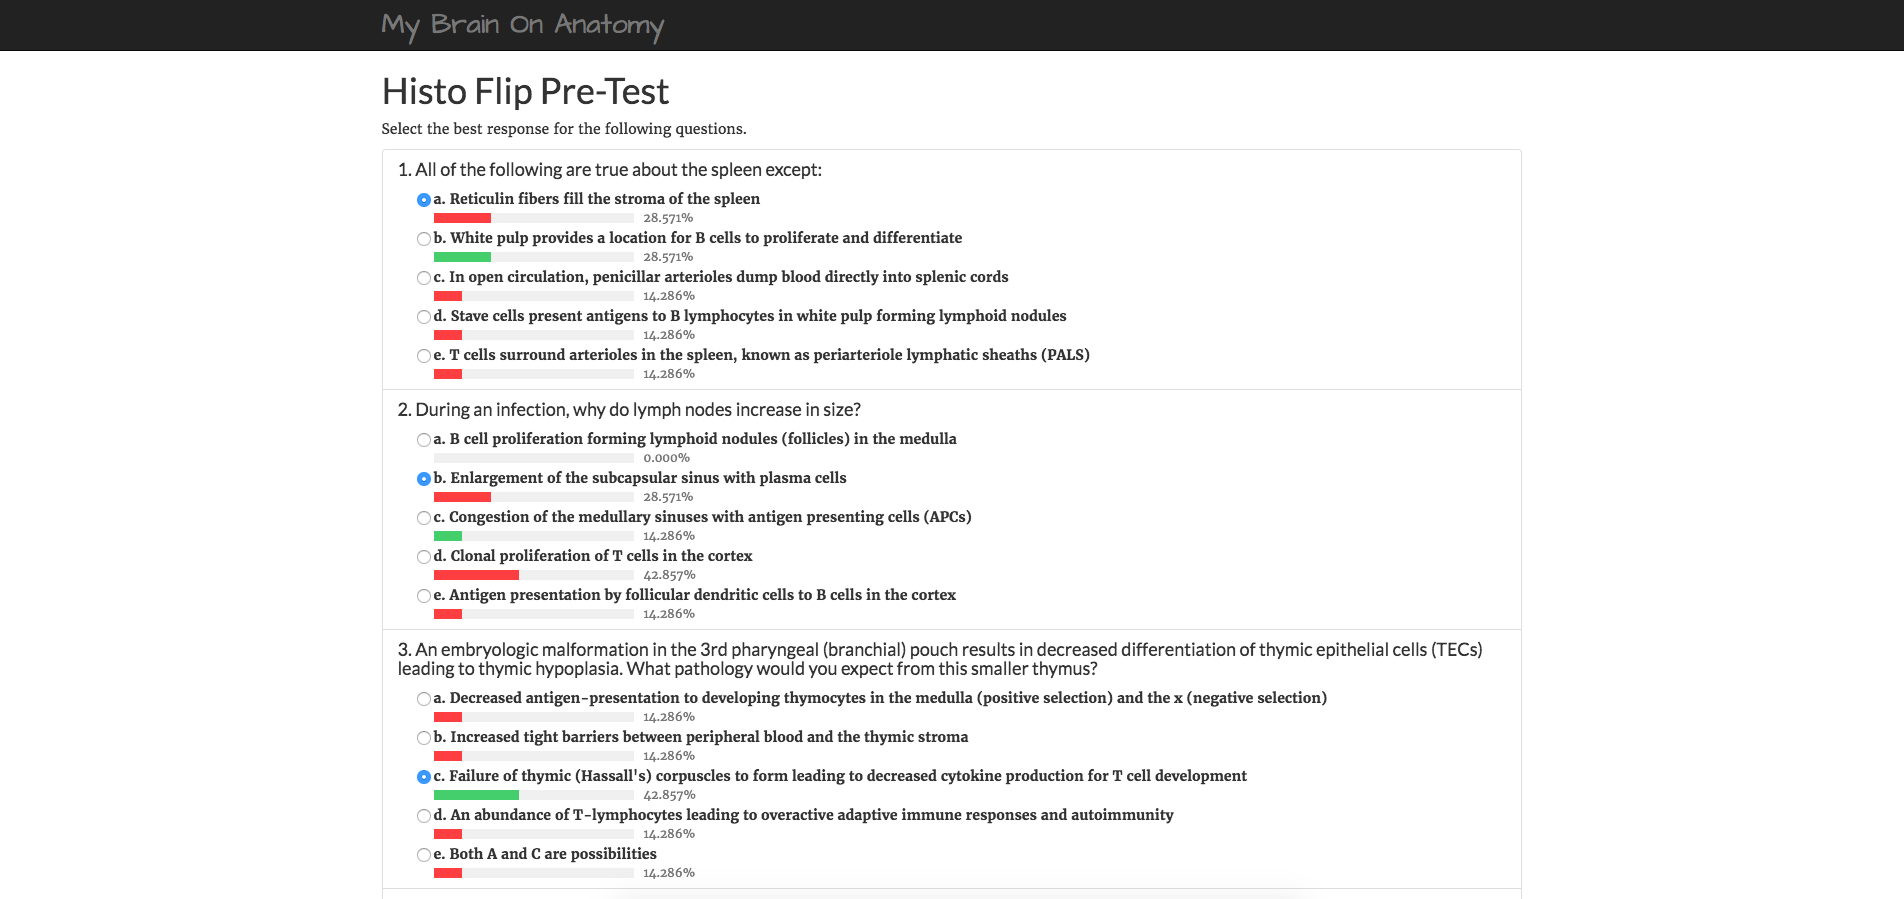 My Brain On Anatomy
Histo Flip Pre-Test
Select the best response for the following questions.
1. All of the following are true about the spleen except:
a. Reticulin fibers fill the stroma of the spleen
28.571%
b. White pulp provides a location for B cells to proliferate and differentiate
28.571%
c. In open circulation, penicillar arterioles dump blood directly into splenic cords
14.286%
d. Stave cells present antigens to B lymphocytes in white pulp forming lymphoid nodules
14.286%
e. T cells surround arterioles in the spleen, known as periarteriole lymphatic sheaths (PALS)
14.286%
2. During an infection, why do lymph nodes increase in size?
a. B cell proliferation forming lymphoid nodules (follicles) in the medulla
0.000%
b. Enlargement of the subcapsular sinus with plasma cells
28.571%
c. Congestion of the medullary sinuses with antigen presenting cells (APCs)
14.286%
d. Clonal proliferation of T cells in the cortex
42.857%
e. Antigen presentation by follicular dendritic cells to B cells in the cortex
14.286%
3. An embryologic malformation in the 3rd pharyngeal (branchial) pouch results in decreased differentiation of thymic epithelial cells (TECs)
leading to thymic hypoplasia. What pathology would you expect from this smaller thymus?
a. Decreased antigen-presentation to developing thymocytes in the medulla (positive selection) and the x (negative selection)
14.286%
b. Increased tight barriers between peripheral blood and the thymic stroma
14.286%
c. Failure of thymic (Hassall's) corpuscles to form leading to decreased cytokine production for T cell development
42.857%
d. An abundance of T-lymphocytes leading to overactive adaptive immune responses and autoimmunity
14.286%
e. Both A and C are possibilities
14.286%